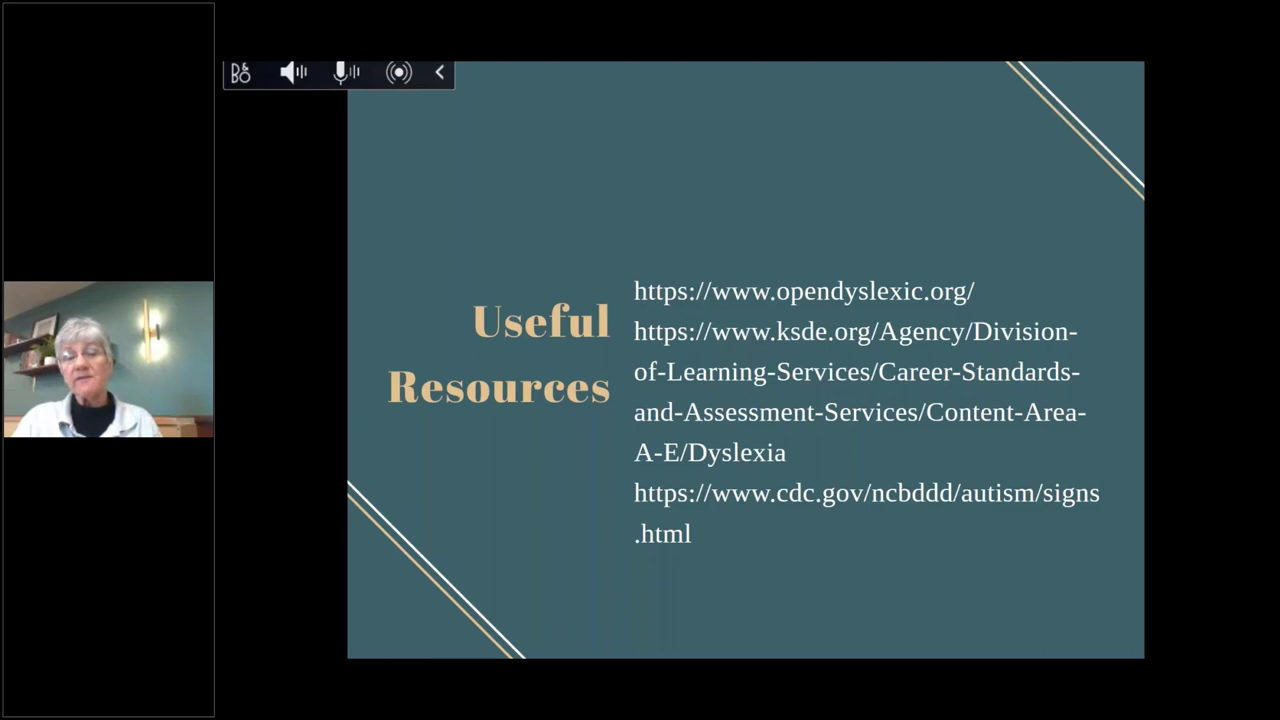 B&O
Useful
Resources
https://www.opendyslexic.org/
https://www.ksde.org/Agency/Division-
of-Learning-Services/Career-Standards-
and-Assessment-Services/Content-Area-
A-E/Dyslexia
https://www.cdc.gov/ncbddd/autism/signs
.html